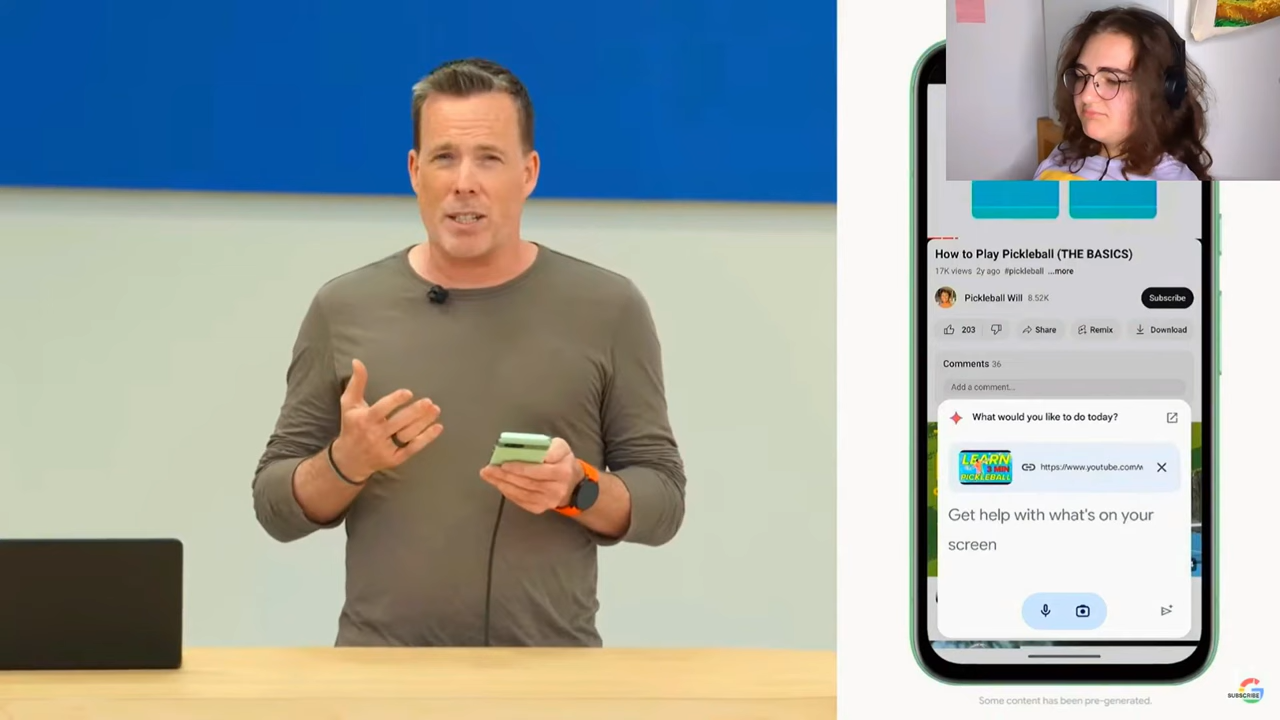 How to Play Pickleball (THE BASICS)
17K views 2y ago #pickleball ...more
Pickleball Will 8.52K Subscribe
203 Share Remix Download
Comments 36
Add a comment...
What would you like to do today?
LEARN
3 MIN
PICKLEBALL
https://www.youtube.com/w
Get help with what's on your
screen
Some content has been pre-generated.
SUBSCRIBE